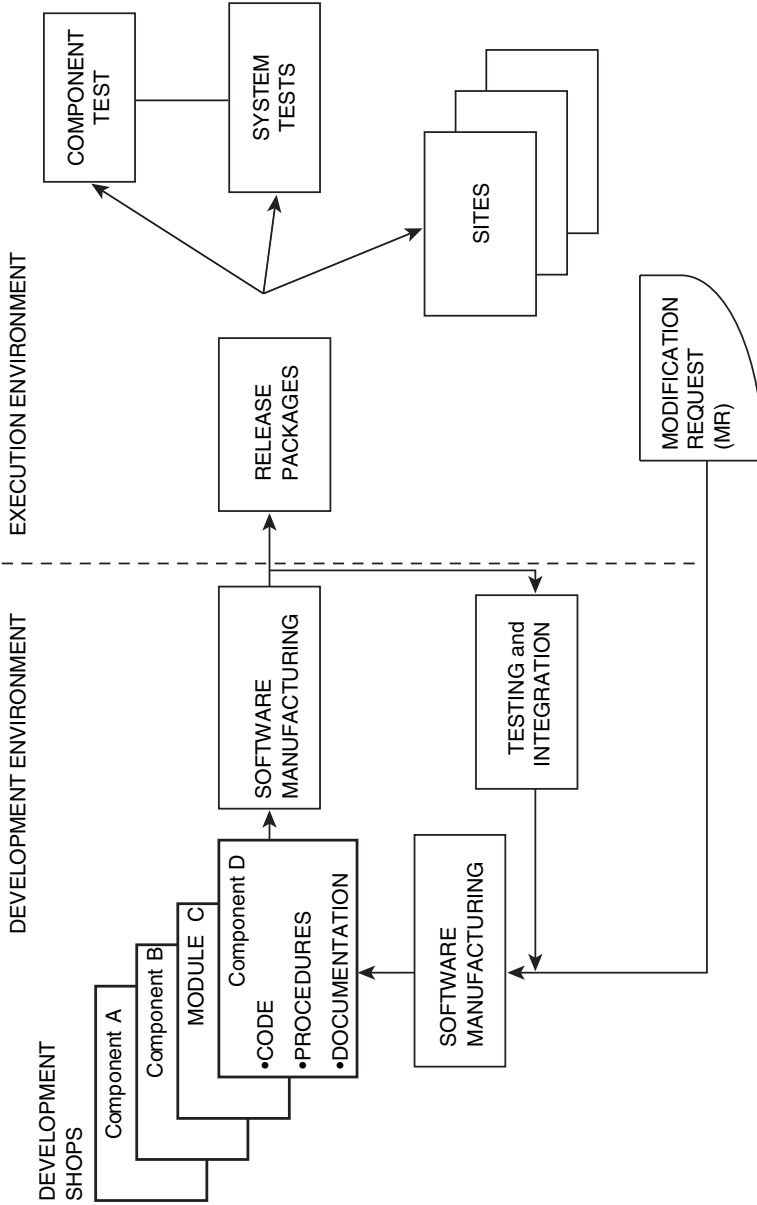 DEVELOPMENT ENVIRONMENT
EXECUTION ENVIRONMENT
DEVELOPMENT
SHOPS
Component A
Component B
MODULE C
Component D
•CODE
•PROCEDURES
•DOCUMENTATION
SOFTWARE
MANUFACTURING
RELEASE
PACKAGES
COMPONENT
TEST
SYSTEM
TESTS
SITES
SOFTWARE
MANUFACTURING
TESTING and
INTEGRATION
MODIFICATION
REQUEST
(MR)